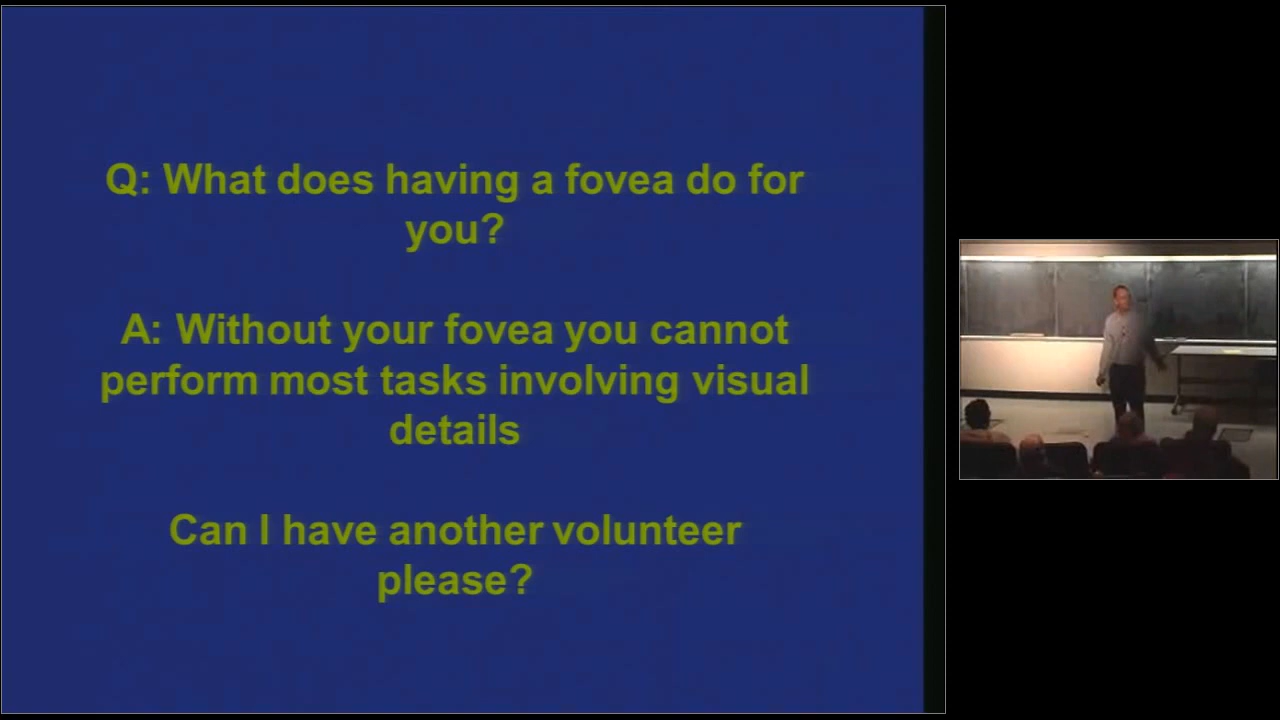 Q: What does having a fovea do for
you?
A: Without your fovea you cannot
perform most tasks involving visual
details
Can I have another volunteer
please?